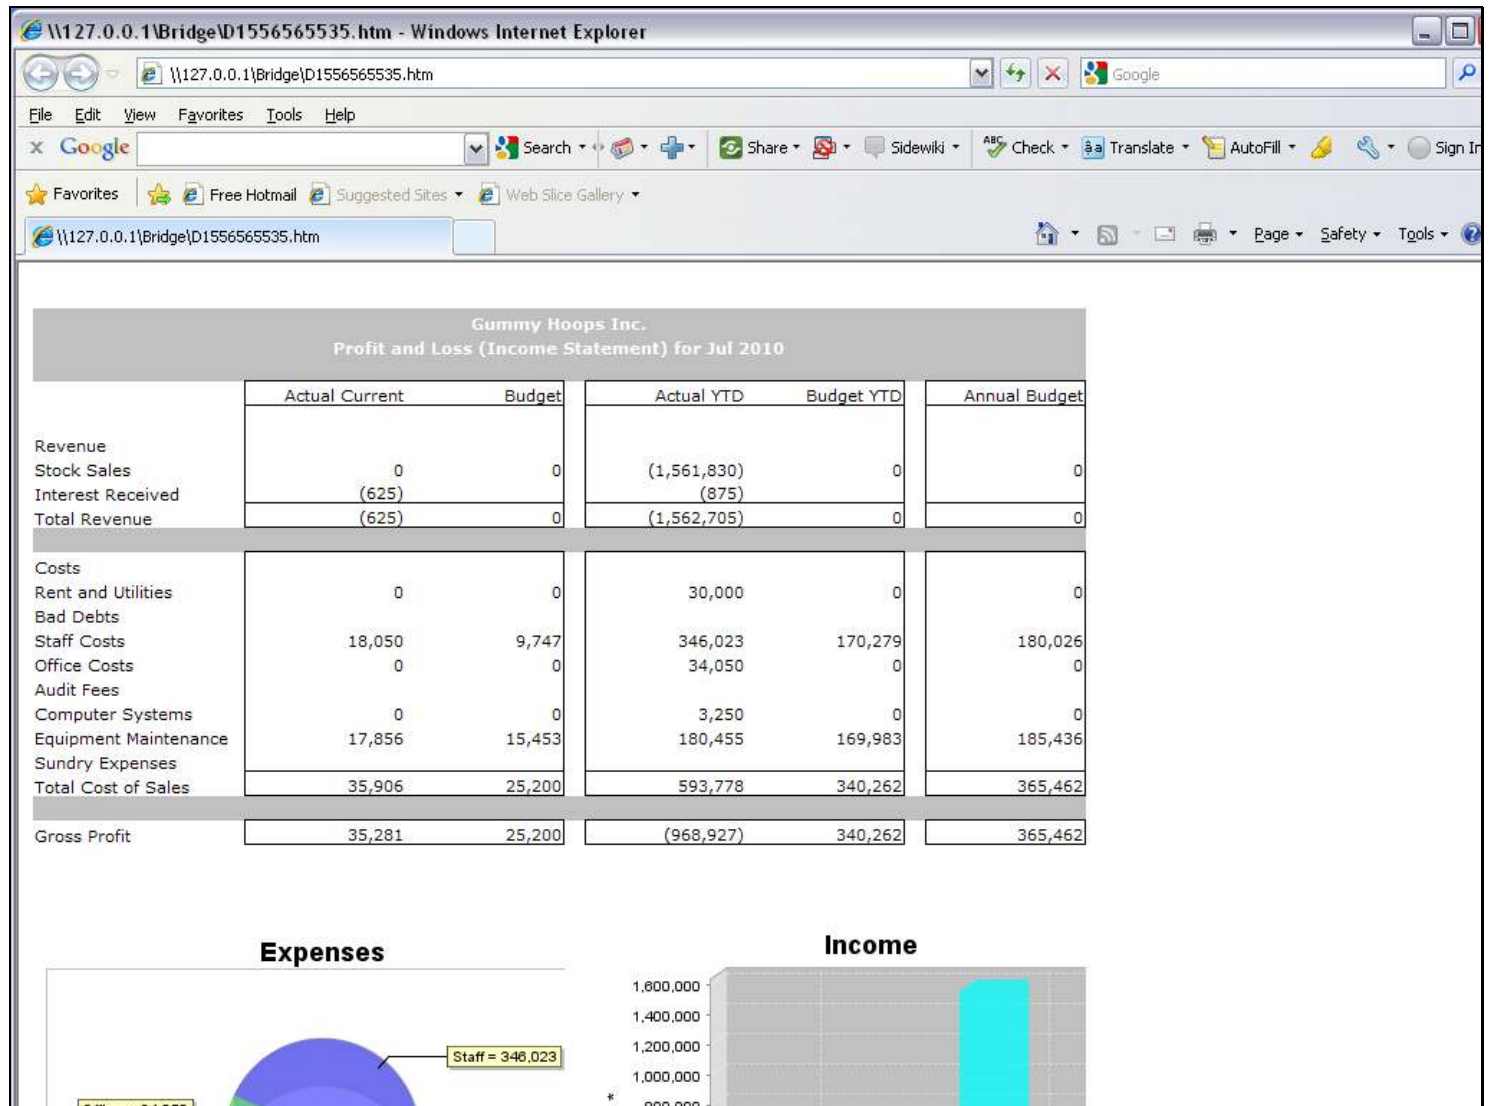 \\127.0.0.1\Bridge\D1556565535.htm - Windows Internet Explorer
\\127.0.0.1\Bridge\D1556565535.htm Google
File Edit View Favorites Tools Help
x Google Search Share Sidewiki ABC Check aa Translate AutoFill Sign In
Favorites Free Hotmail Suggested Sites Web Slice Gallery
\\127.0.0.1\Bridge\D1556565535.htm Page Safety Tools
Gummy Hoops Inc.
Profit and Loss (Income Statement) for Jul 2010
Actual Current Budget Actual YTD Budget YTD Annual Budget
Revenue
Stock Sales 0 0 (1,561,830) 0 0
Interest Received (625) (875)
Total Revenue (625) 0 (1,562,705) 0 0
Costs
Rent and Utilities 0 0 30,000 0 0
Bad Debts
Staff Costs 18,050 9,747 346,023 170,279 180,026
Office Costs 0 0 34,050 0 0
Audit Fees
Computer Systems 0 0 3,250 0 0
Equipment Maintenance 17,856 15,453 180,455 169,983 185,436
Sundry Expenses
Total Cost of Sales 35,906 25,200 593,778 340,262 365,462
Gross Profit 35,281 25,200 (968,927) 340,262 365,462
Expenses
Staff = 346,023
Income
1,600,000
1,400,000
1,200,000
1,000,000